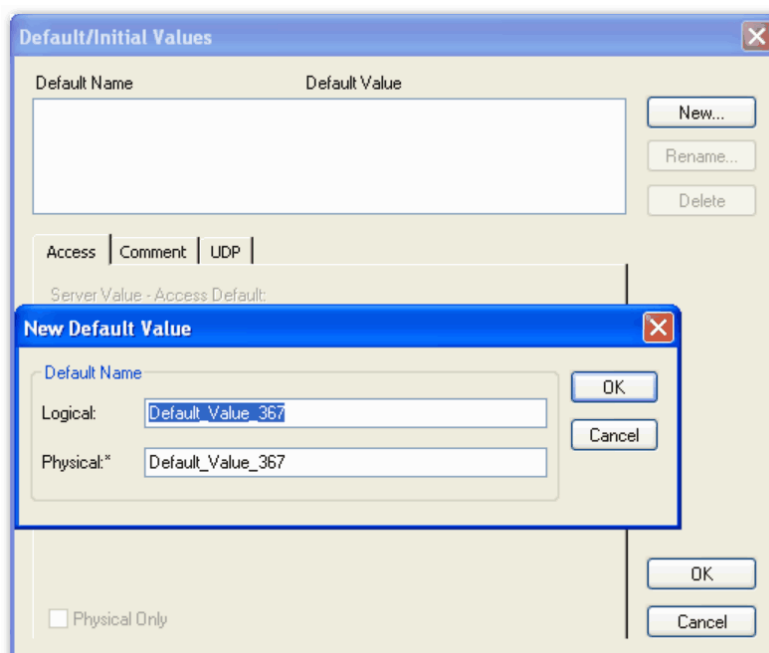 Default/Initial Values
Default Name Default Value
New...
Rename...
Delete
Access Comment UDP
Server Value - Access Default:
New Default Value
Default Name
Logical: Default_Value_367
Physical:* Default_Value_367
OK
Cancel
Physical Only
OK
Cancel